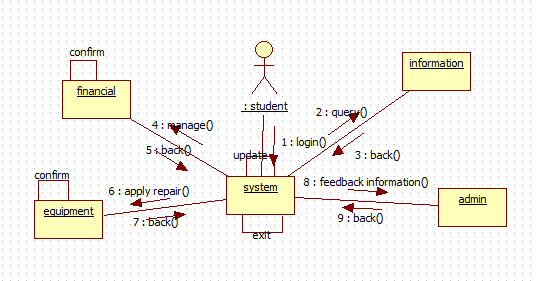 confirm
information
financial
: student
2 : query()
4 : manage()
1 : login()
5 : back()
3 : back()
update
confirm
system
8 : feedback information()
6 : apply repair()
equipment
admin
7 : back()
9 : back()
exit